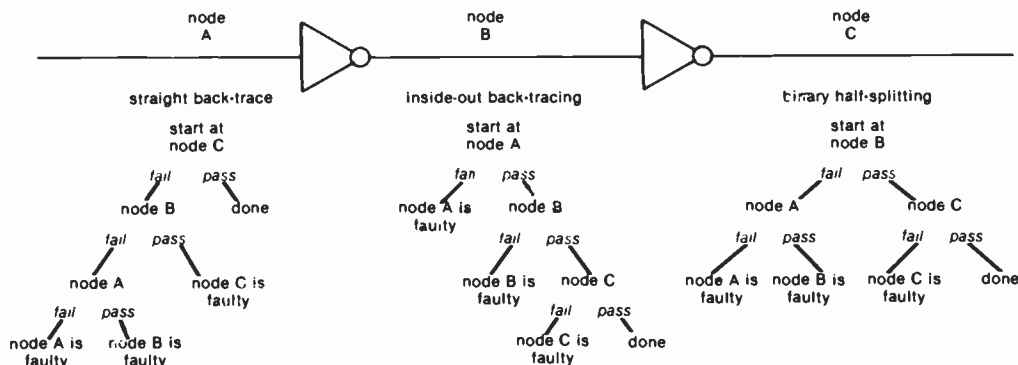 node
A
node
B
node
C
straight back-trace
start at
node C
fail pass
node B done
fail pass
node A node C is
faulty
fail pass
node A is node B is
faulty faulty
inside-out back-tracing
start at
node A
fail pass
node A is node B
faulty
fail pass
node B is node C
faulty
fail pass
node C is done
faulty
binary half-splitting
start at
node B
fail pass
node A node C
fail pass fail pass
node A is node B is node C is done
faulty faulty faulty